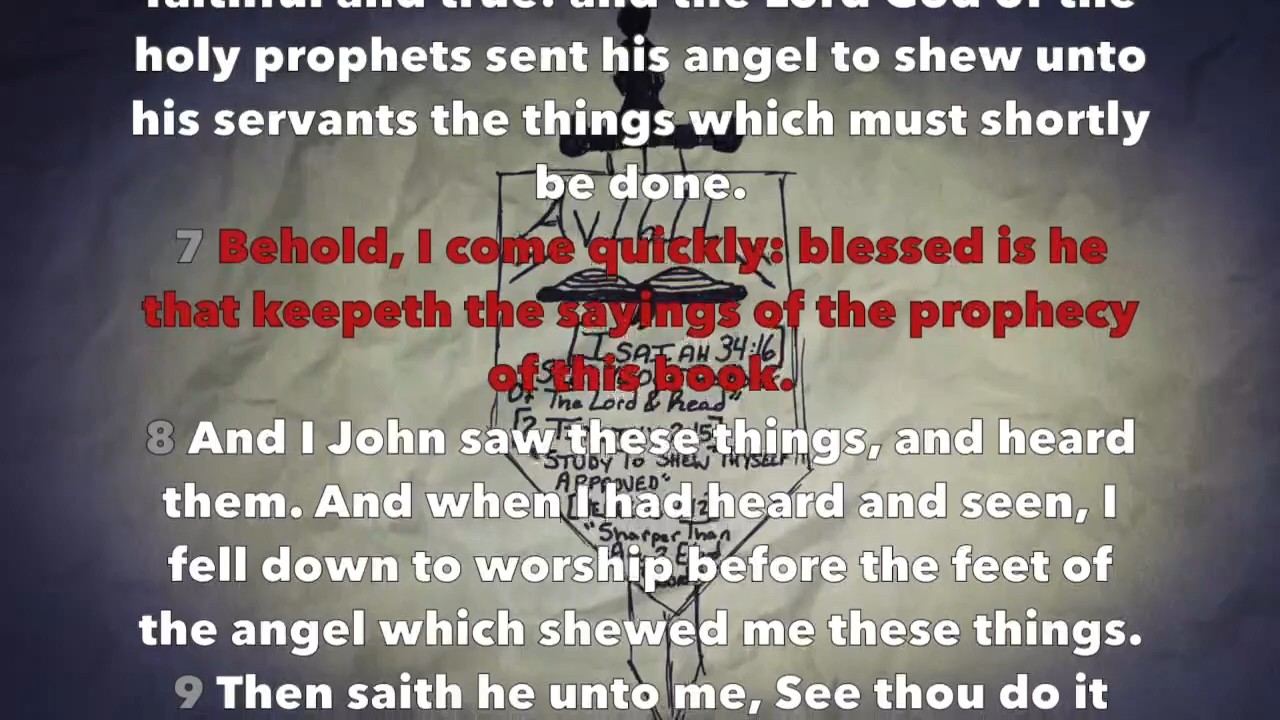 faithful and true: and the Lord God of the
holy prophets sent his angel to shew unto
his servants the things which must shortly
be done.
7 Behold, I come quickly: blessed is he
that keepeth the sayings of the prophecy
of this book.
8 And I John saw these things, and heard
them. And when I had heard and seen, I
fell down to worship before the feet of
the angel which shewed me these things.
9 Then saith he unto me, See thou do it
[ISAIAH 34:16]
Of The Lord & Read"
"STUDY To SHEW THYSELF
APPROVED"
"Sharper Than